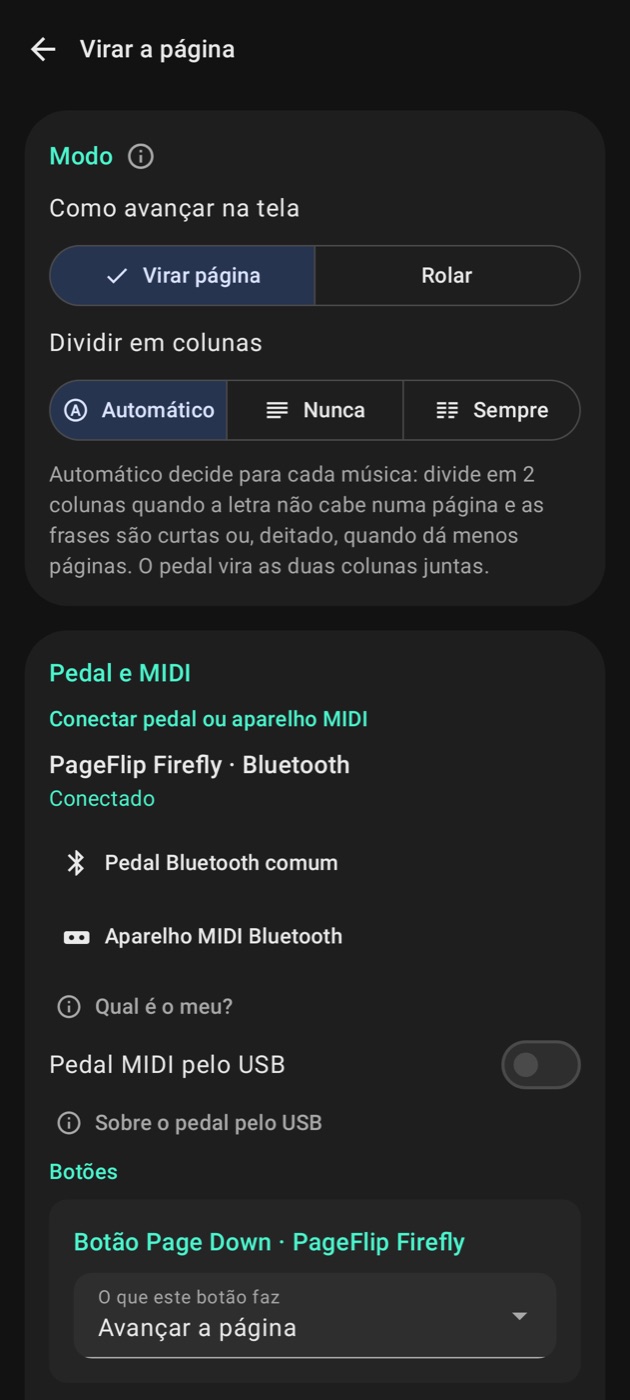 Virar a página
Modo
Como avançar na tela
Virar página
Rolar
Dividir em colunas
Automático
Nunca
Sempre
Automático decide para cada música: divide em 2
colunas quando a letra não cabe numa página e as
frases são curtas ou, deitado, quando dá menos
páginas. O pedal vira as duas colunas juntas.
Pedal e MIDI
Conectar pedal ou aparelho MIDI
PageFlip Firefly · Bluetooth
Conectado
Pedal Bluetooth comum
Aparelho MIDI Bluetooth
Qual é o meu?
Pedal MIDI pelo USB
Sobre o pedal pelo USB
Botões
Botão Page Down · PageFlip Firefly
O que este botão faz
Avançar a página